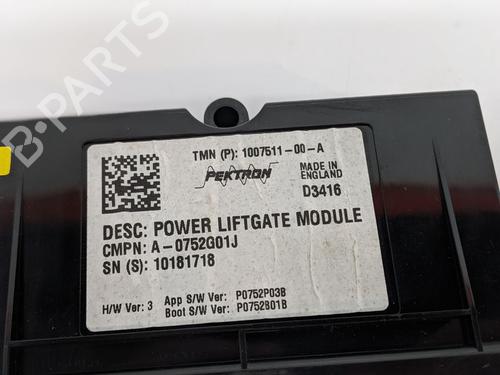 TMN (P): 1007511-00-A
PEKTRON
MADE IN
ENGLAND
D3416
DESC: POWER LIFTGATE MODULE
CMPN: A-0752G01J
SN (S): 10181718
H/W Ver: 3 App S/W Ver: P0752P03B
Boot S/W Ver: P0752B01B
B-PARTS